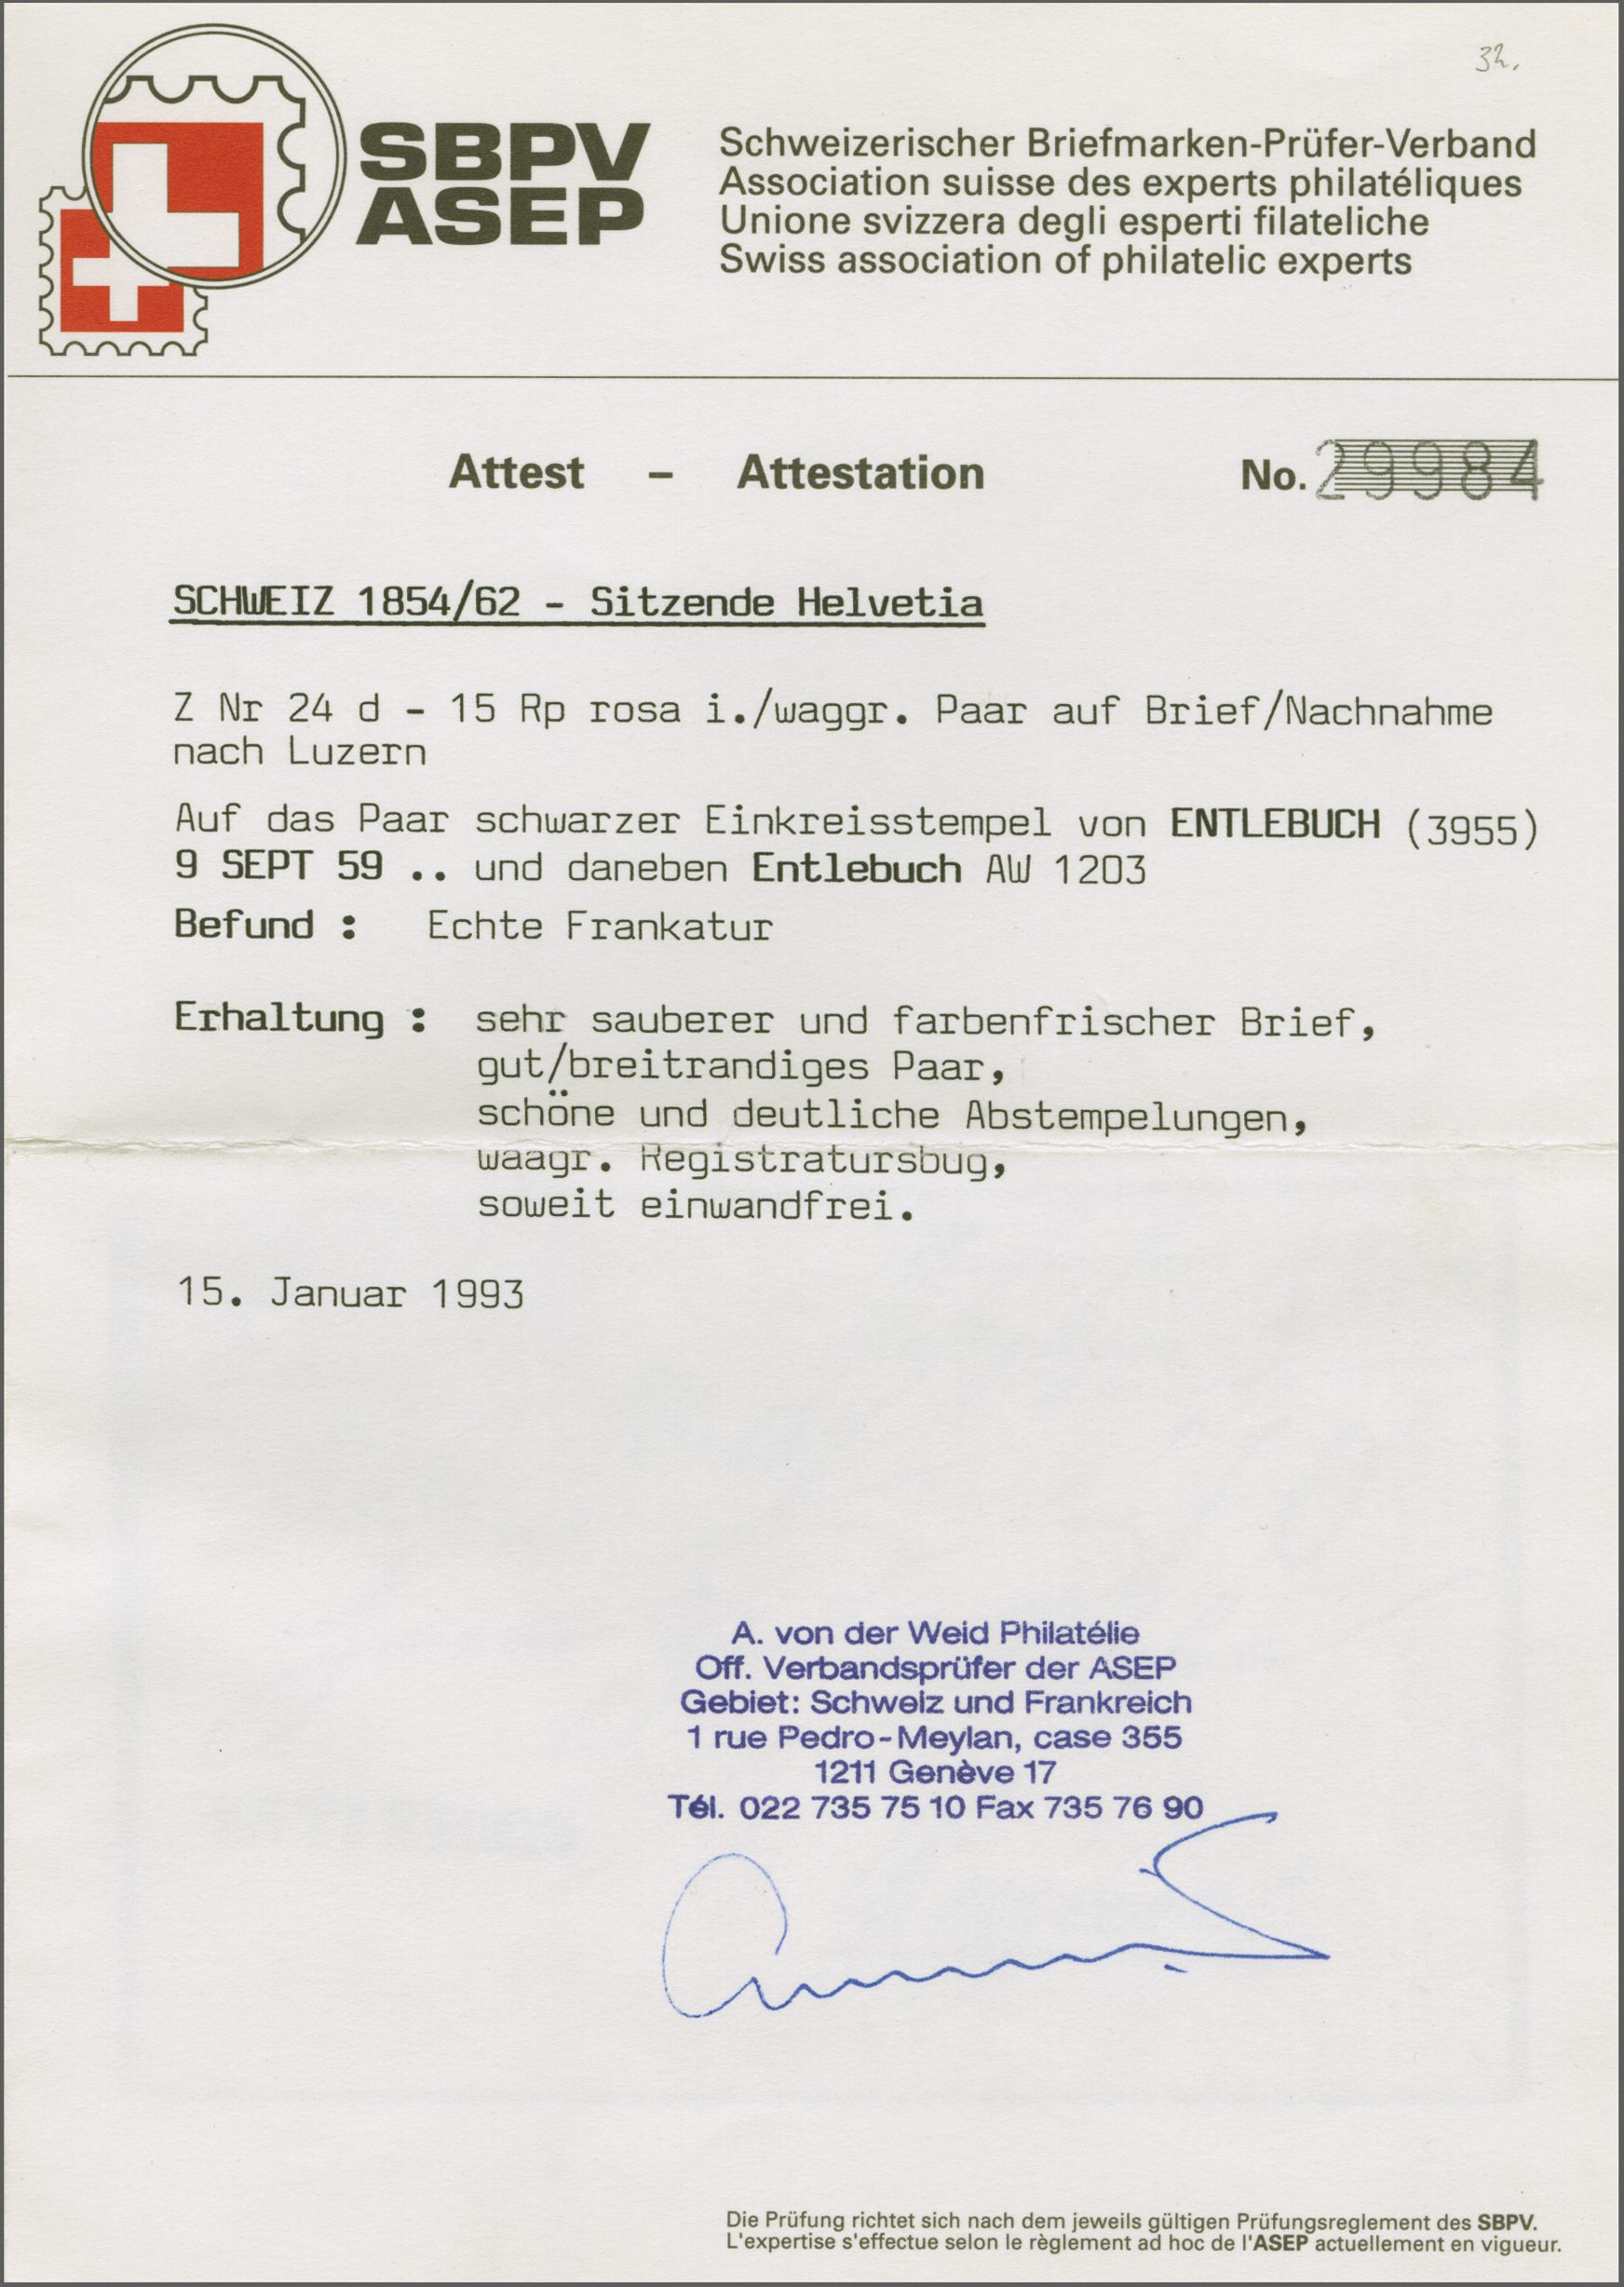 32.
SBPV
ASEP
Schweizerischer Briefmarken-Prüfer-Verband
Association suisse des experts philatéliques
Unione svizzera degli esperti filateliche
Swiss association of philatelic experts
Attest – Attestation No. 29984
SCHWEIZ 1854/62 - Sitzende Helvetia
Z Nr 24 d - 15 Rp rosa i./waggr. Paar auf Brief/Nachnahme
nach Luzern
Auf das Paar schwarzer Einkreisstempel von ENTLEBUCH (3955)
9 SEPT 59 .. und daneben Entlebuch AW 1203
Befund : Echte Frankatur
Erhaltung : sehr sauberer und farbenfrischer Brief,
gut/breitrandiges Paar,
schöne und deutliche Abstempelungen,
waagr. Registratursbug,
soweit einwandfrei.
15. Januar 1993
A. von der Weid Philatélie
Off. Verbandsprüfer der ASEP
Gebiet: Schweiz und Frankreich
1 rue Pedro-Meylan, case 355
1211 Genève 17
Tél. 022 735 75 10 Fax 735 76 90
Die Prüfung richtet sich nach dem jeweils gültigen Prüfungsreglement des SBPV.
L'expertise s'effectue selon le règlement ad hoc de l'ASEP actuellement en vigueur.